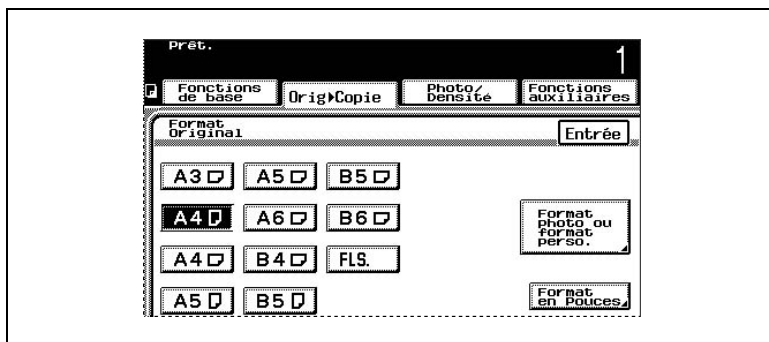 Prêt.
1
Fonctions de base
Orig▶Copie
Photo/ Densité
Fonctions auxiliaires
Format Original
Entrée
A3 A5 B5
A4 A6 B6
Format photo ou format perso.
A4 B4 FLS.
A5 B5
Format en Pouces